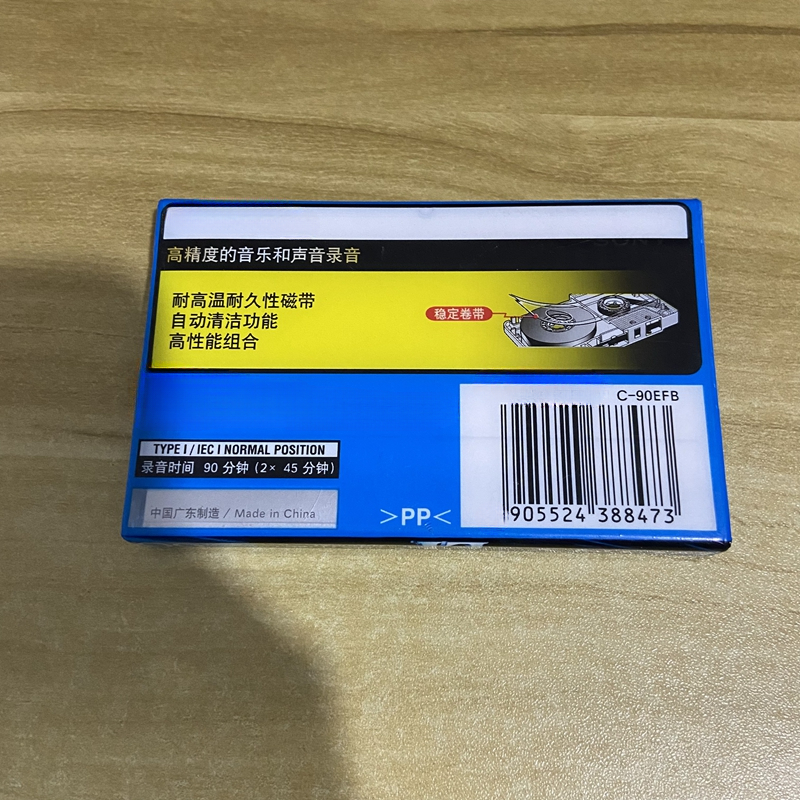 高精度的音乐和声音录音
耐高温耐久性磁带
自动清洁功能
高性能组合
稳定卷带
C-90EFB
TYPE I / IEC I NORMAL POSITION
录音时间 90 分钟 (2× 45 分钟)
中国广东制造 / Made in China
>PP<
905524 388473